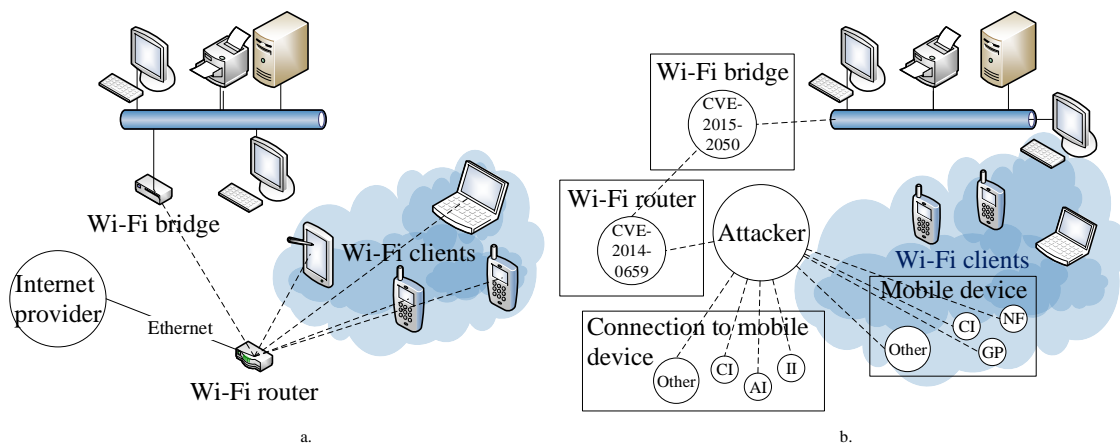 Wi-Fi bridge
Wi-Fi clients
Internet
provider
Ethernet
Wi-Fi router
a.
Wi-Fi bridge
CVE-
2015-
2050
Wi-Fi router
CVE-
2014-
0659
Attacker
Wi-Fi clients
Mobile device
Other
CI
NF
GP
Connection to mobile
device
Other
CI
AI
II
b.